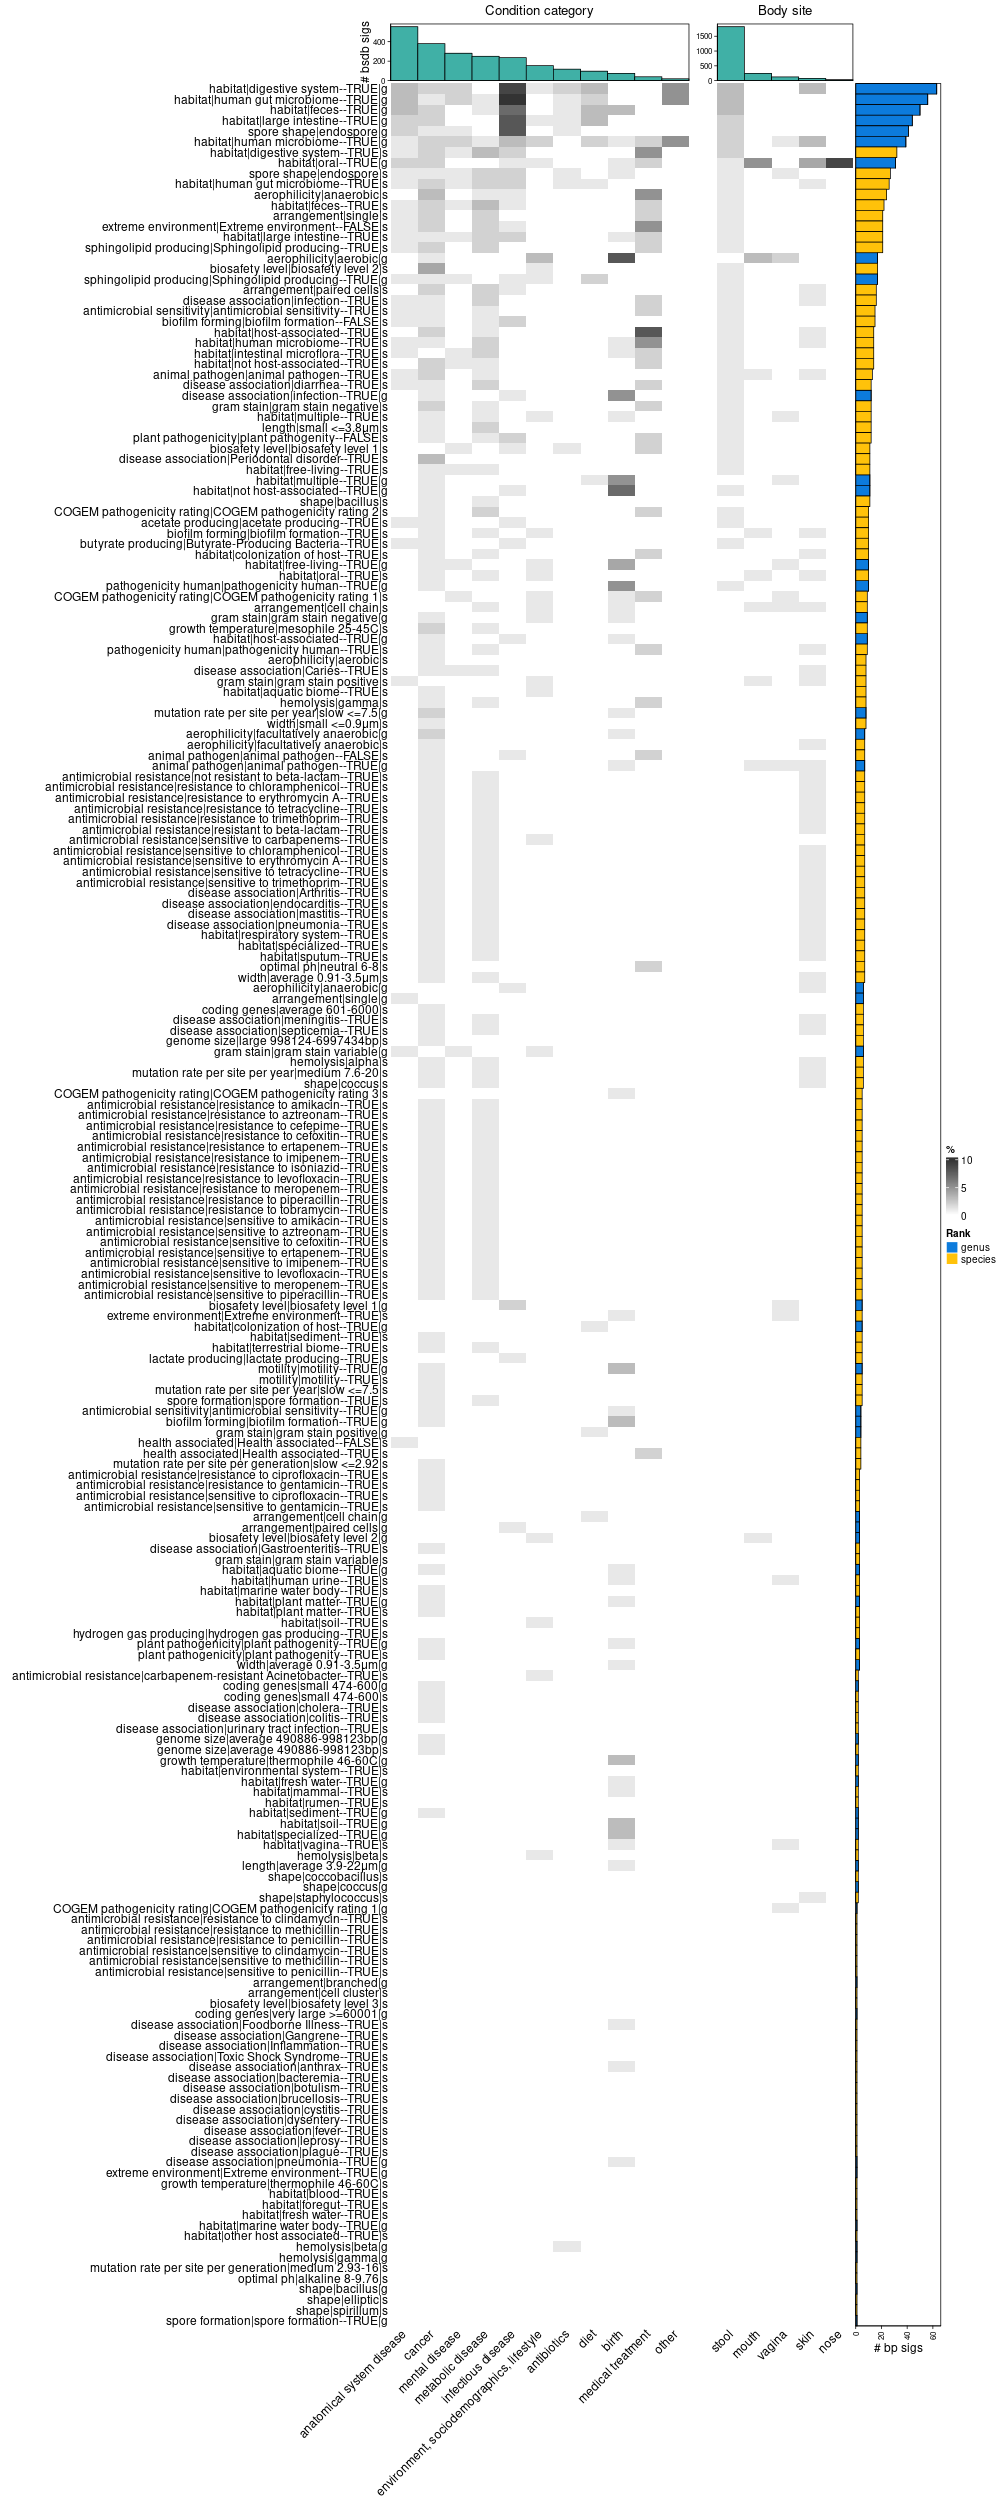 Condition category
Body site
# bsdb sigs
400
200
0
1500
1000
500
0
habitat|digestive system--TRUE|g
habitat|human gut microbiome--TRUE|g
habitat|feces--TRUE|g
habitat|large intestine--TRUE|g
spore shape|endospore|g
habitat|human microbiome--TRUE|g
habitat|digestive system--TRUE|s
habitat|oral--TRUE|g
spore shape|endospore|s
habitat|human gut microbiome--TRUE|s
aerophilicity|anaerobic|s
habitat|feces--TRUE|s
arrangement|single|s
extreme environment|Extreme environment--FALSE|s
habitat|large intestine--TRUE|s
sphingolipid producing|Sphingolipid producing--TRUE|s
aerophilicity|aerobic|g
biosafety level|biosafety level 2|s
sphingolipid producing|Sphingolipid producing--TRUE|g
arrangement|paired cells|s
disease association|infection--TRUE|s
antimicrobial sensitivity|antimicrobial sensitivity--TRUE|s
biofilm forming|biofilm formation--FALSE|s
habitat|host-associated--TRUE|s
habitat|human microbiome--TRUE|s
habitat|intestinal microflora--TRUE|s
habitat|not host-associated--TRUE|s
animal pathogen|animal pathogen--TRUE|s
disease association|diarrhea--TRUE|s
disease association|infection--TRUE|g
gram stain|gram stain negative|s
habitat|multiple--TRUE|s
length|small <=3.8µm|s
plant pathogenicity|plant pathogenity--FALSE|s
biosafety level|biosafety level 1|s
disease association|Periodontal disorder--TRUE|s
habitat|free-living--TRUE|s
habitat|multiple--TRUE|g
habitat|not host-associated--TRUE|g
shape|bacillus|s
COGEM pathogenicity rating|COGEM pathogenicity rating 2|s
acetate producing|acetate producing--TRUE|s
biofilm forming|biofilm formation--TRUE|s
butyrate producing|Butyrate-Producing Bacteria--TRUE|s
habitat|colonization of host--TRUE|s
habitat|free-living--TRUE|g
habitat|oral--TRUE|s
pathogenicity human|pathogenicity human--TRUE|g
COGEM pathogenicity rating|COGEM pathogenicity rating 1|s
arrangement|cell chain|s
gram stain|gram stain negative|g
growth temperature|mesophile 25-45C|s
habitat|host-associated--TRUE|g
pathogenicity human|pathogenicity human--TRUE|s
aerophilicity|aerobic|s
disease association|Caries--TRUE|s
gram stain|gram stain positive|s
habitat|aquatic biome--TRUE|s
hemolysis|gamma|s
mutation rate per site per year|slow <=7.5|g
width|small <=0.9µm|s
aerophilicity|facultatively anaerobic|g
aerophilicity|facultatively anaerobic|s
animal pathogen|animal pathogen--FALSE|s
animal pathogen|animal pathogen--TRUE|g
antimicrobial resistance|not resistant to beta-lactam--TRUE|s
antimicrobial resistance|resistance to chloramphenicol--TRUE|s
antimicrobial resistance|resistance to erythromycin A--TRUE|s
antimicrobial resistance|resistance to tetracycline--TRUE|s
antimicrobial resistance|resistance to trimethoprim--TRUE|s
antimicrobial resistance|resistant to beta-lactam--TRUE|s
antimicrobial resistance|sensitive to carbapenems--TRUE|s
antimicrobial resistance|sensitive to chloramphenicol--TRUE|s
antimicrobial resistance|sensitive to erythromycin A--TRUE|s
antimicrobial resistance|sensitive to tetracycline--TRUE|s
antimicrobial resistance|sensitive to trimethoprim--TRUE|s
disease association|Arthritis--TRUE|s
disease association|endocarditis--TRUE|s
disease association|mastitis--TRUE|s
disease association|pneumonia--TRUE|s
habitat|respiratory system--TRUE|s
habitat|specialized--TRUE|s
habitat|sputum--TRUE|s
optimal ph|neutral 6-8|s
width|average 0.91-3.5µm|s
aerophilicity|anaerobic|g
arrangement|single|g
coding genes|average 601-6000|s
disease association|meningitis--TRUE|s
disease association|septicemia--TRUE|s
genome size|large 998124-6997434bp|s
gram stain|gram stain variable|g
hemolysis|alpha|s
mutation rate per site per year|medium 7.6-20|s
shape|coccus|s
COGEM pathogenicity rating|COGEM pathogenicity rating 3|s
antimicrobial resistance|resistance to amikacin--TRUE|s
antimicrobial resistance|resistance to aztreonam--TRUE|s
antimicrobial resistance|resistance to cefepime--TRUE|s
antimicrobial resistance|resistance to cefoxitin--TRUE|s
antimicrobial resistance|resistance to ertapenem--TRUE|s
antimicrobial resistance|resistance to imipenem--TRUE|s
antimicrobial resistance|resistance to isoniazid--TRUE|s
antimicrobial resistance|resistance to levofloxacin--TRUE|s
antimicrobial resistance|resistance to meropenem--TRUE|s
antimicrobial resistance|resistance to piperacillin--TRUE|s
antimicrobial resistance|resistance to tobramycin--TRUE|s
antimicrobial resistance|sensitive to amikacin--TRUE|s
antimicrobial resistance|sensitive to aztreonam--TRUE|s
antimicrobial resistance|sensitive to cefoxitin--TRUE|s
antimicrobial resistance|sensitive to ertapenem--TRUE|s
antimicrobial resistance|sensitive to imipenem--TRUE|s
antimicrobial resistance|sensitive to levofloxacin--TRUE|s
antimicrobial resistance|sensitive to meropenem--TRUE|s
antimicrobial resistance|sensitive to piperacillin--TRUE|s
biosafety level|biosafety level 1|g
extreme environment|Extreme environment--TRUE|s
habitat|colonization of host--TRUE|g
habitat|sediment--TRUE|s
habitat|terrestrial biome--TRUE|s
lactate producing|lactate producing--TRUE|s
motility|motility--TRUE|g
motility|motility--TRUE|s
mutation rate per site per year|slow <=7.5|s
spore formation|spore formation--TRUE|s
antimicrobial sensitivity|antimicrobial sensitivity--TRUE|g
biofilm forming|biofilm formation--TRUE|g
gram stain|gram stain positive|g
health associated|Health associated--FALSE|s
health associated|Health associated--TRUE|s
mutation rate per site per generation|slow <=2.92|s
antimicrobial resistance|resistance to ciprofloxacin--TRUE|s
antimicrobial resistance|resistance to gentamicin--TRUE|s
antimicrobial resistance|sensitive to ciprofloxacin--TRUE|s
antimicrobial resistance|sensitive to gentamicin--TRUE|s
arrangement|cell chain|g
arrangement|paired cells|g
biosafety level|biosafety level 2|g
disease association|Gastroenteritis--TRUE|s
gram stain|gram stain variable|s
habitat|aquatic biome--TRUE|g
habitat|human urine--TRUE|s
habitat|marine water body--TRUE|s
habitat|plant matter--TRUE|g
habitat|plant matter--TRUE|s
habitat|soil--TRUE|s
hydrogen gas producing|hydrogen gas producing--TRUE|s
plant pathogenicity|plant pathogenity--TRUE|g
plant pathogenicity|plant pathogenity--TRUE|s
width|average 0.91-3.5µm|g
antimicrobial resistance|carbapenem-resistant Acinetobacter--TRUE|s
coding genes|small 474-600|g
coding genes|small 474-600|s
disease association|cholera--TRUE|s
disease association|colitis--TRUE|s
disease association|urinary tract infection--TRUE|s
genome size|average 490886-998123bp|g
genome size|average 490886-998123bp|s
growth temperature|thermophile 46-60C|g
habitat|environmental system--TRUE|s
habitat|fresh water--TRUE|g
habitat|mammal--TRUE|s
habitat|rumen--TRUE|s
habitat|sediment--TRUE|g
habitat|soil--TRUE|g
habitat|specialized--TRUE|g
habitat|vagina--TRUE|s
hemolysis|beta|s
length|average 3.9-22µm|g
shape|coccobacillus|s
shape|coccus|g
shape|staphylococcus|s
COGEM pathogenicity rating|COGEM pathogenicity rating 1|g
antimicrobial resistance|resistance to clindamycin--TRUE|s
antimicrobial resistance|resistance to methicillin--TRUE|s
antimicrobial resistance|resistance to penicillin--TRUE|s
antimicrobial resistance|sensitive to clindamycin--TRUE|s
antimicrobial resistance|sensitive to methicillin--TRUE|s
antimicrobial resistance|sensitive to penicillin--TRUE|s
arrangement|branched|g
arrangement|cell cluster|s
biosafety level|biosafety level 3|s
coding genes|very large >=60001|g
disease association|Foodborne Illness--TRUE|s
disease association|Gangrene--TRUE|s
disease association|Inflammation--TRUE|s
disease association|Toxic Shock Syndrome--TRUE|s
disease association|anthrax--TRUE|s
disease association|bacteremia--TRUE|s
disease association|botulism--TRUE|s
disease association|brucellosis--TRUE|s
disease association|cystitis--TRUE|s
disease association|dysentery--TRUE|s
disease association|fever--TRUE|s
disease association|leprosy--TRUE|s
disease association|plague--TRUE|s
disease association|pneumonia--TRUE|g
extreme environment|Extreme environment--TRUE|g
growth temperature|thermophile 46-60C|s
habitat|blood--TRUE|s
habitat|foregut--TRUE|s
habitat|fresh water--TRUE|s
habitat|marine water body--TRUE|g
habitat|other host associated--TRUE|s
hemolysis|beta|g
hemolysis|gamma|g
mutation rate per site per generation|medium 2.93-16|s
optimal ph|alkaline 8-9.76|s
shape|bacillus|g
shape|elliptic|s
shape|spirillum|s
spore formation|spore formation--TRUE|g
%
10
5
0
Rank
genus
species
anatomical system disease
cancer
mental disease
metabolic disease
infectious disease
environment, sociodemographics, lifestyle
antibiotics
diet
birth
medical treatment
other
stool
mouth
vagina
skin
nose
0
20
40
60
# bp sigs